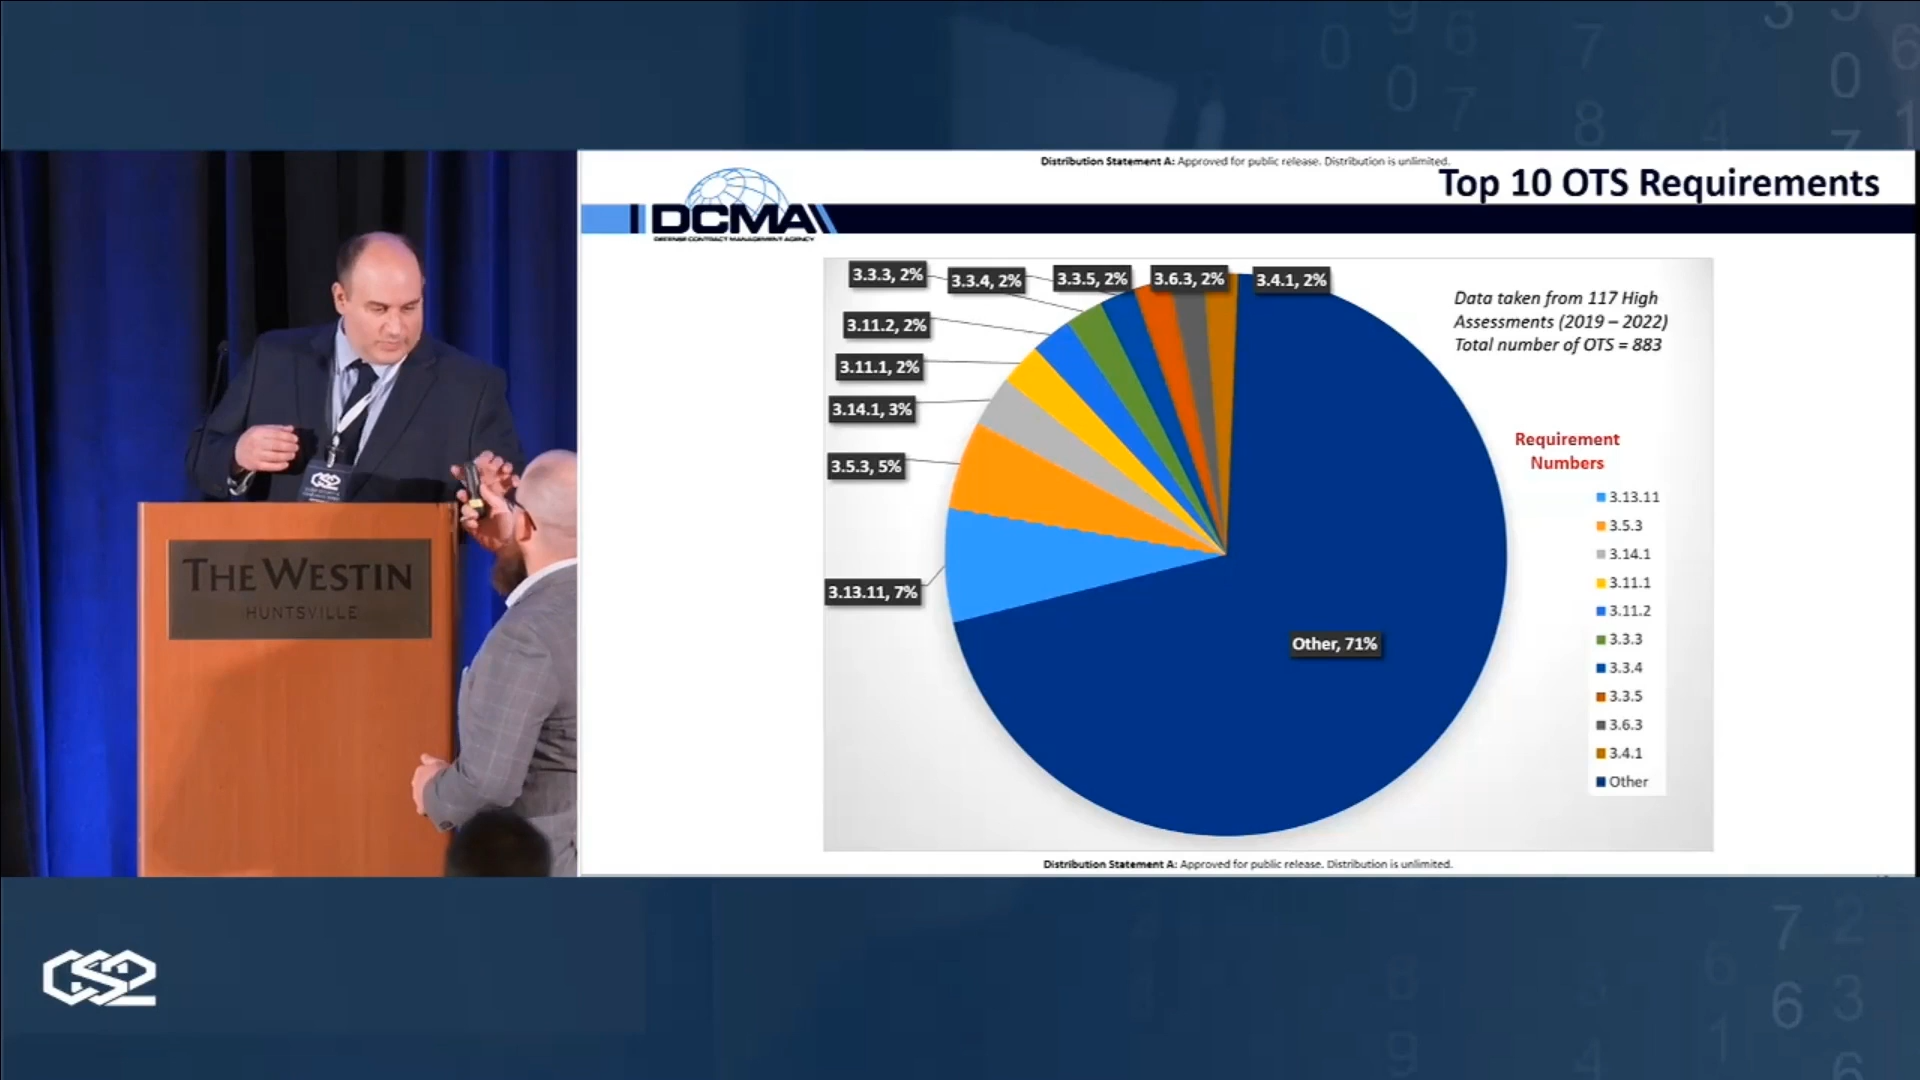 Distribution Statement A: Approved for public release. Distribution is unlimited.
Top 10 OTS Requirements
DCMA
DEFENSE CONTRACT MANAGEMENT AGENCY
3.3.3, 2%
3.3.4, 2%
3.3.5, 2%
3.6.3, 2%
3.4.1, 2%
3.11.2, 2%
3.11.1, 2%
3.14.1, 3%
3.5.3, 5%
3.13.11, 7%
Other, 71%
Data taken from 117 High
Assessments (2019 – 2022)
Total number of OTS = 883
Requirement
Numbers
3.13.11
3.5.3
3.14.1
3.11.1
3.11.2
3.3.3
3.3.4
3.3.5
3.6.3
3.4.1
Other
Distribution Statement A: Approved for public release. Distribution is unlimited.
CS2
THE WESTIN
HUNTSVILLE
CS2